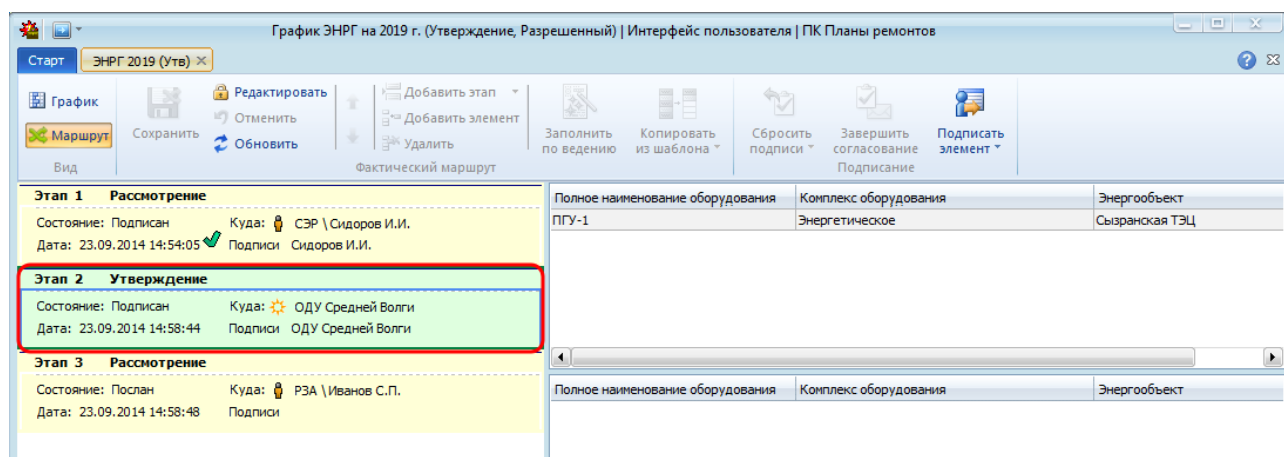 График ЭНРГ на 2019 г. (Утверждение, Разрешенный) | Интерфейс пользователя | ПК Планы ремонтов
Старт ЭНРГ 2019 (Утв)
График
Маршрут
Вид
Сохранить
Редактировать
Отменить
Обновить
Добавить этап
Добавить элемент
Удалить
Фактический маршрут
Заполнить
по ведению
Копировать
из шаблона
Сбросить
подписи
Завершить
согласование
Подписать
элемент
Подписание
Этап 1 Рассмотрение
Состояние: Подписан Куда: СЭР \ Сидоров И.И.
Дата: 23.09.2014 14:54:05 Подписи Сидоров И.И.
Этап 2 Утверждение
Состояние: Подписан Куда: ОДУ Средней Волги
Дата: 23.09.2014 14:58:44 Подписи ОДУ Средней Волги
Этап 3 Рассмотрение
Состояние: Послан Куда: РЗА \ Иванов С.П.
Дата: 23.09.2014 14:58:48 Подписи
Полное наименование оборудования Комплекс оборудования Энергообъект
ПГУ-1 Энергетическое Сызранская ТЭЦ
Полное наименование оборудования Комплекс оборудования Энергообъект